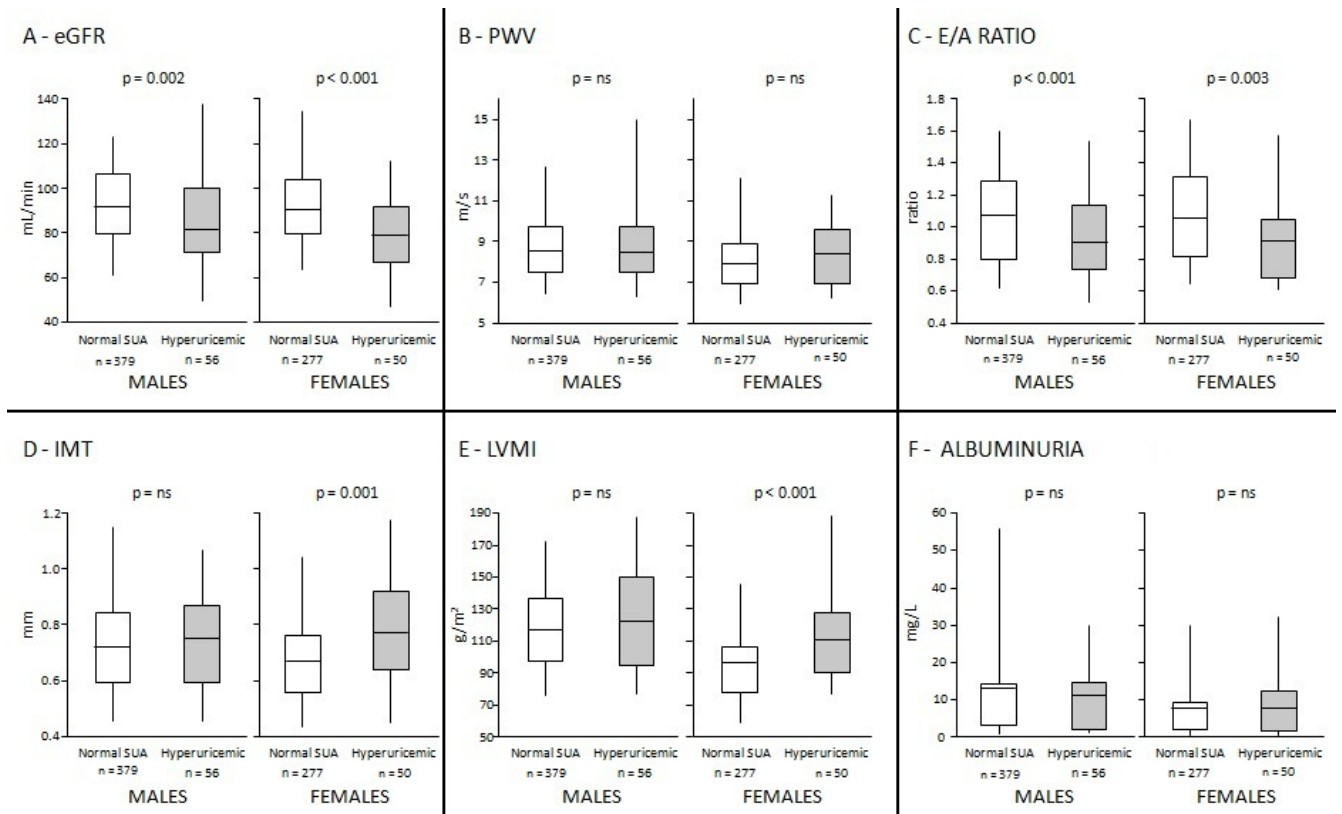 A - eGFR
p = 0.002 p < 0.001
mL/min
140
120
100
80
60
40
Normal SUA Hyperuricemic Normal SUA Hyperuricemic
n = 379 n = 56 n = 277 n = 50
MALES FEMALES
B - PWV
p = ns p = ns
m/s
15
13
11
9
7
5
Normal SUA Hyperuricemic Normal SUA Hyperuricemic
n = 379 n = 56 n = 277 n = 50
MALES FEMALES
C - E/A RATIO
p < 0.001 p = 0.003
ratio
1.8
1.6
1.4
1.2
1.0
0.8
0.6
0.4
Normal SUA Hyperuricemic Normal SUA Hyperuricemic
n = 379 n = 56 n = 277 n = 50
MALES FEMALES
D - IMT
p = ns p = 0.001
mm
1.2
1.0
0.8
0.6
0.4
Normal SUA Hyperuricemic Normal SUA Hyperuricemic
n = 379 n = 56 n = 277 n = 50
MALES FEMALES
E - LVMI
p = ns p < 0.001
g/m²
190
170
150
130
110
90
70
50
Normal SUA Hyperuricemic Normal SUA Hyperuricemic
n = 379 n = 56 n = 277 n = 50
MALES FEMALES
F - ALBUMINURIA
p = ns p = ns
mg/L
60
50
40
30
20
10
0
Normal SUA Hyperuricemic Normal SUA Hyperuricemic
n = 379 n = 56 n = 277 n = 50
MALES FEMALES